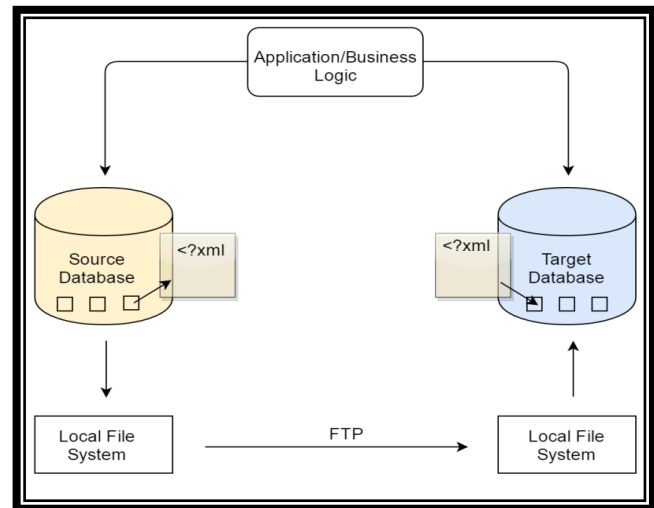 Application/Business
Logic
Source
Database
<?xml
<?xml
Target
Database
Local File
System
FTP
Local File
System